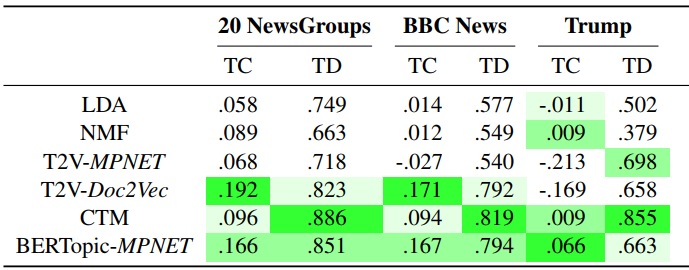 20 NewsGroups BBC News Trump
TC TD TC TD TC TD
LDA .058 .749 .014 .577 -.011 .502
NMF .089 .663 .012 .549 .009 .379
T2V-MPNET .068 .718 -.027 .540 -.213 .698
T2V-Doc2Vec .192 .823 .171 .792 -.169 .658
CTM .096 .886 .094 .819 .009 .855
BERTopic-MPNET .166 .851 .167 .794 .066 .663